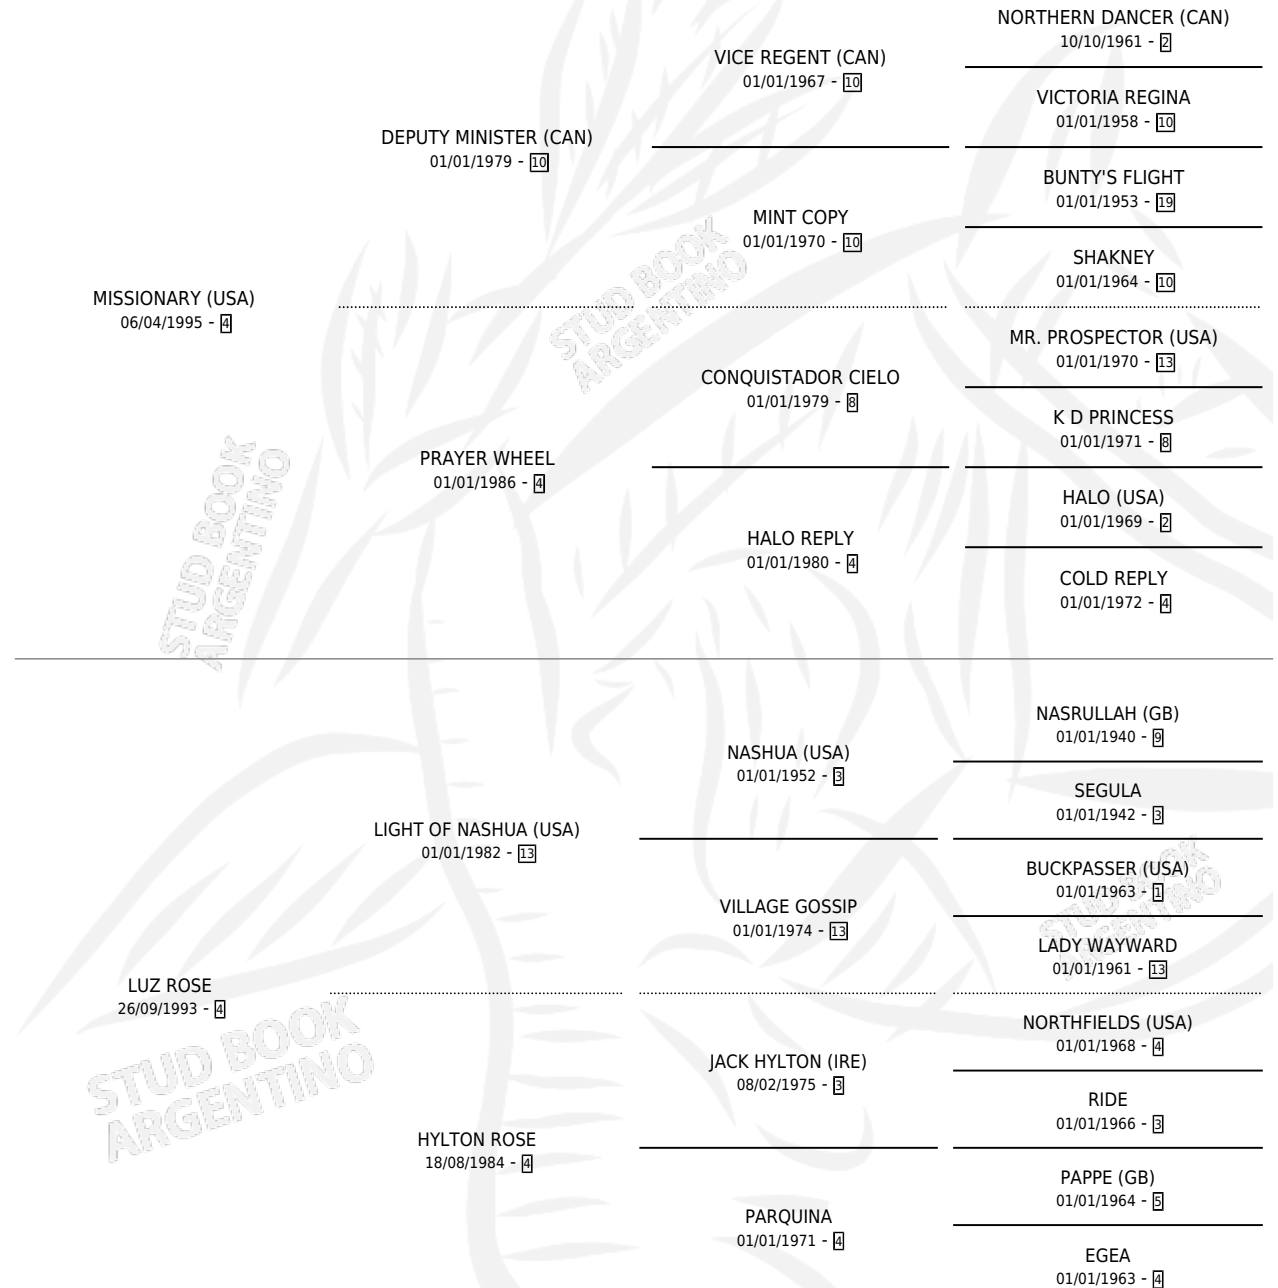 NORTHERN DANCER (CAN)
10/10/1961 - 2
VICE REGENT (CAN)
01/01/1967 - 10
VICTORIA REGINA
01/01/1958 - 10
DEPUTY MINISTER (CAN)
01/01/1979 - 10
BUNTY'S FLIGHT
01/01/1953 - 19
MINT COPY
01/01/1970 - 10
SHAKNEY
01/01/1964 - 10
MISSIONARY (USA)
06/04/1995 - 4
STUD BOOK
ARGENTINO
MR. PROSPECTOR (USA)
01/01/1970 - 13
CONQUISTADOR CIELO
01/01/1979 - 8
K D PRINCESS
01/01/1971 - 8
PRAYER WHEEL
01/01/1986 - 4
HALO (USA)
01/01/1969 - 2
HALO REPLY
01/01/1980 - 4
COLD REPLY
01/01/1972 - 4
STUD BOOK
ARGENTINO
NASRULLAH (GB)
01/01/1940 - 9
NASHUA (USA)
01/01/1952 - 3
SEGULA
01/01/1942 - 3
LIGHT OF NASHUA (USA)
01/01/1982 - 13
BUCKPASSER (USA)
01/01/1963 - 1
VILLAGE GOSSIP
01/01/1974 - 13
STUD BOOK
ARGENTINO
LADY WAYWARD
01/01/1961 - 13
LUZ ROSE
26/09/1993 - 4
STUD BOOK
ARGENTINO
NORTHFIELDS (USA)
01/01/1968 - 4
JACK HYLTON (IRE)
08/02/1975 - 3
RIDE
01/01/1966 - 3
HYLTON ROSE
18/08/1984 - 4
PAPPE (GB)
01/01/1964 - 5
PARQUINA
01/01/1971 - 4
EGEA
01/01/1963 - 4